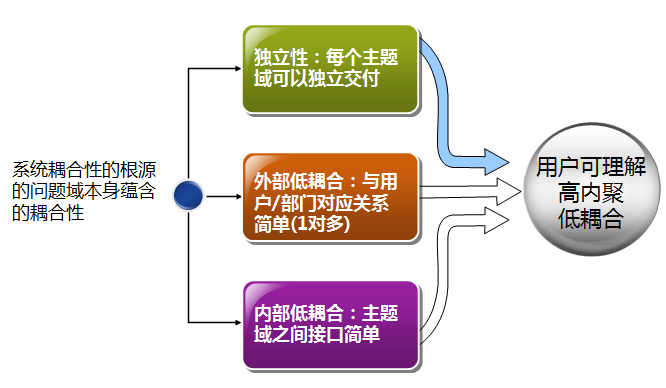 独立性：每个主题
域可以独立交付
系统耦合性的根源
的问题域本身蕴含
的耦合性
外部低耦合：与用
户/部门对应关系
简单(1对多)
用户可理解
高内聚
低耦合
内部低耦合：主题
域之间接口简单